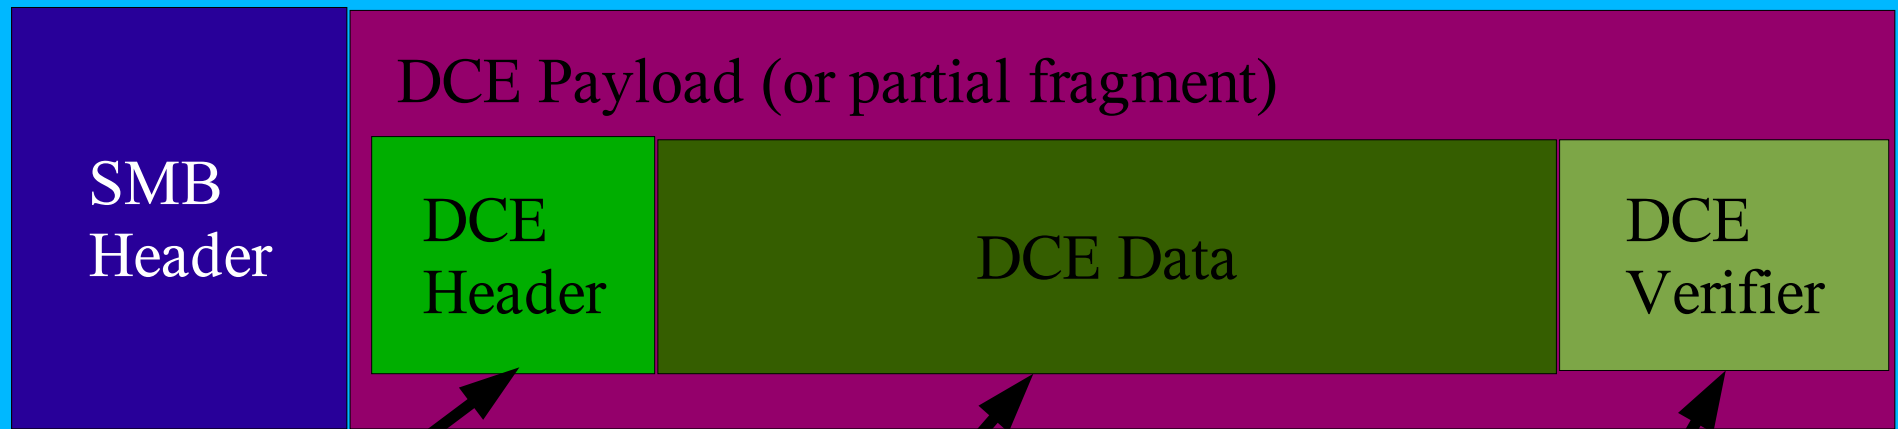 SMB
Header
DCE Payload (or partial fragment)
DCE
Header
DCE Data
DCE
Verifier